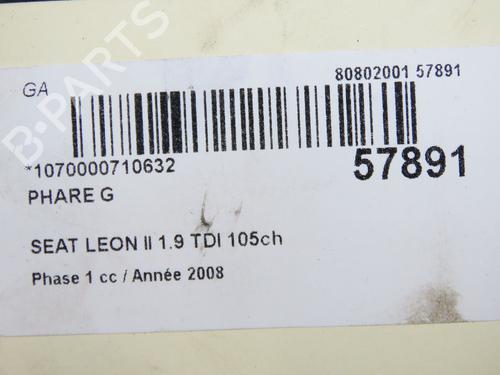 GA
80802001 57891
*1070000710632
57891
PHARE G
SEAT LEON II 1.9 TDI 105ch
Phase 1 cc / Année 2008
B-PARTS